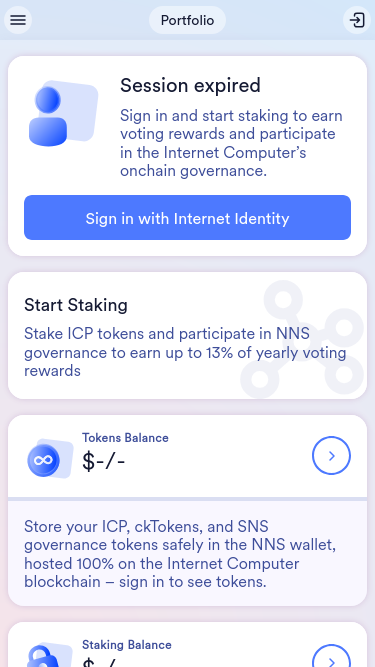 Portfolio
Session expired
Sign in and start staking to earn
voting rewards and participate
in the Internet Computer’s
onchain governance.
Sign in with Internet Identity
Start Staking
Stake ICP tokens and participate in NNS
governance to earn up to 13% of yearly voting
rewards
Tokens Balance
$-/-
Store your ICP, ckTokens, and SNS
governance tokens safely in the NNS wallet,
hosted 100% on the Internet Computer
blockchain – sign in to see tokens.
Staking Balance